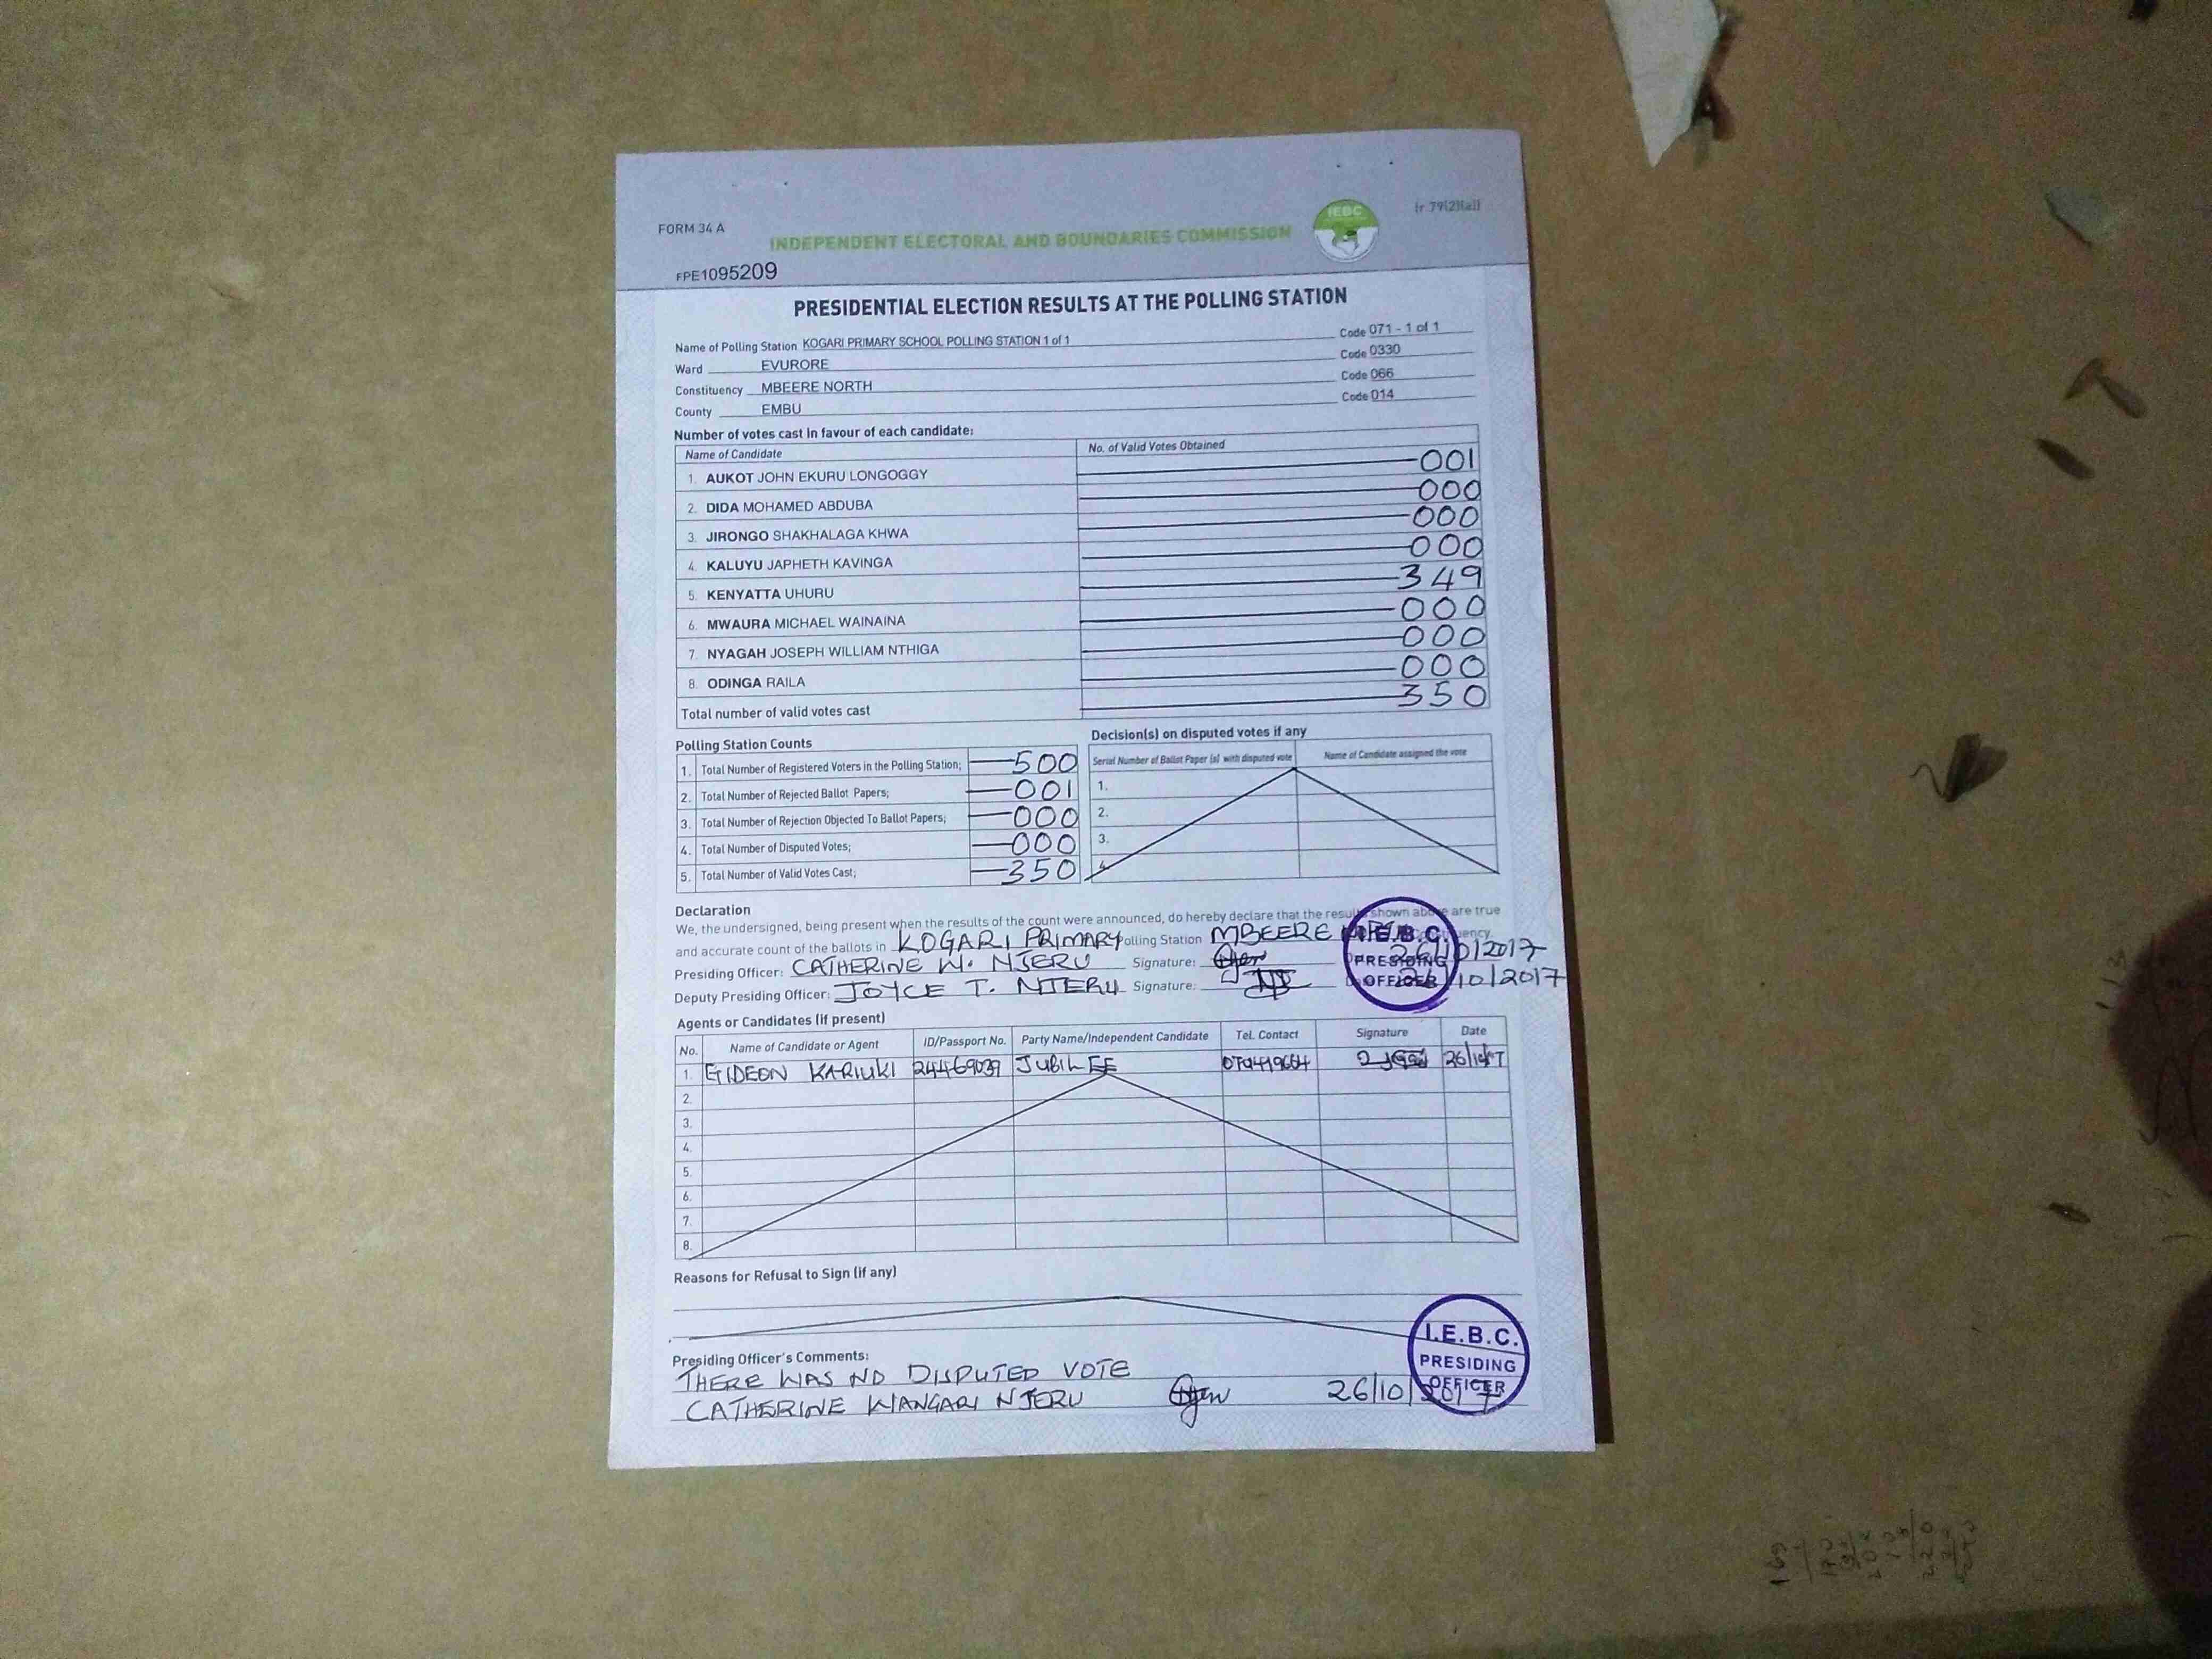 FORM 34 A
INDEPENDENT ELECTORAL AND BOUNDARIES COMMISSION
IEBC
(r 79(2)(a))
FPE1095209
PRESIDENTIAL ELECTION RESULTS AT THE POLLING STATION
Name of Polling Station KOGARI PRIMARY SCHOOL POLLING STATION 1 of 1 Code 071 - 1 of 1
Ward EVURORE Code 0330
Constituency MBEERE NORTH Code 066
County EMBU Code 014
Number of votes cast in favour of each candidate:
Name of Candidate No. of Valid Votes Obtained
1. AUKOT JOHN EKURU LONGOGGY 001
2. DIDA MOHAMED ABDUBA 000
3. JIRONGO SHAKHALAGA KHWA 000
4. KALUYU JAPHETH KAVINGA 000
5. KENYATTA UHURU 349
6. MWAURA MICHAEL WAINAINA 000
7. NYAGAH JOSEPH WILLIAM NTHIGA 000
8. ODINGA RAILA 000
Total number of valid votes cast 350
Polling Station Counts
1. Total Number of Registered Voters in the Polling Station; 500
2. Total Number of Rejected Ballot Papers; 001
3. Total Number of Rejection Objected To Ballot Papers; 000
4. Total Number of Disputed Votes; 000
5. Total Number of Valid Votes Cast; 350
Decision(s) on disputed votes if any
Serial Number of Ballot Paper (s) with disputed vote Name of Candidate assigned the vote
1.
2.
3.
4.
Declaration
We, the undersigned, being present when the results of the count were announced, do hereby declare that the results shown above are true
and accurate count of the ballots in KOGARI PRIMARY Polling Station MBEERE
Presiding Officer: CATHERINE W. NJERU Signature: 26/10/2017
Deputy Presiding Officer: JOYCE T. NJERU Signature: 26/10/2017
I.E.B.C.
PRESIDING
OFFICER
Agents or Candidates (if present)
No. Name of Candidate or Agent ID/Passport No. Party Name/Independent Candidate Tel. Contact Signature Date
1. GIDEON KARIUKI 24469039 JUBILEE
2.
3.
4.
5.
6.
7.
8.
Reasons for Refusal to Sign (if any)
Presiding Officer's Comments:
THERE WAS NO DISPUTED VOTE
CATHERINE WANGARI NJERU 26/10/2017
I.E.B.C.
PRESIDING
OFFICER